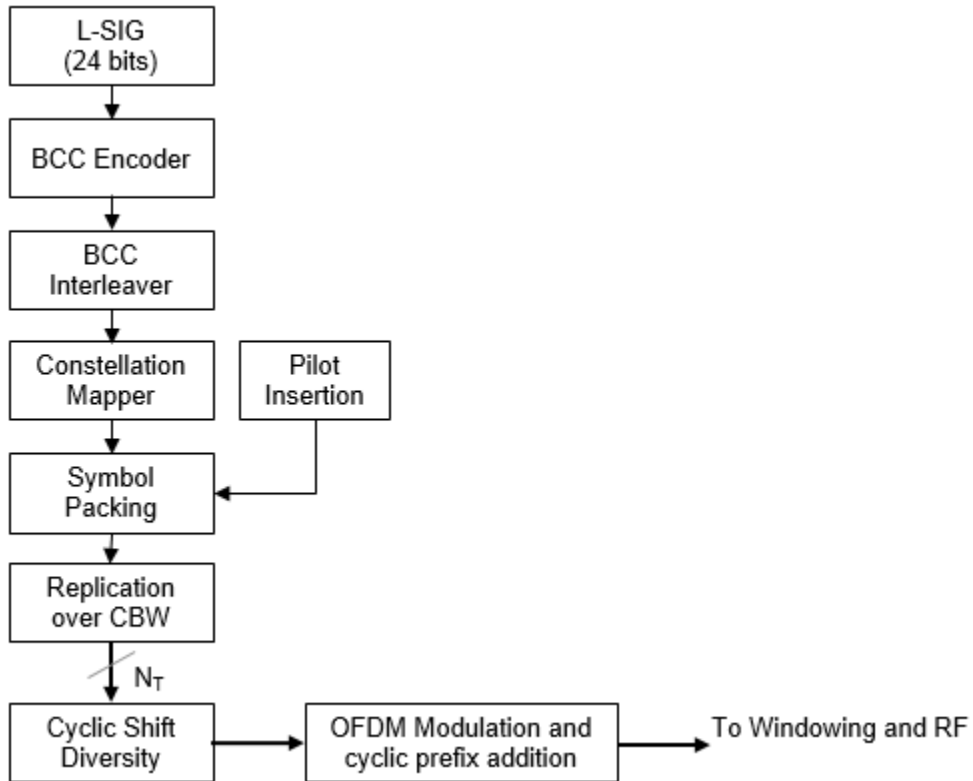 L-SIG
(24 bits)
BCC Encoder
BCC
Interleaver
Constellation
Mapper
Pilot
Insertion
Symbol
Packing
Replication
over CBW
N_T
Cyclic Shift
Diversity
OFDM Modulation and
cyclic prefix addition
To Windowing and RF